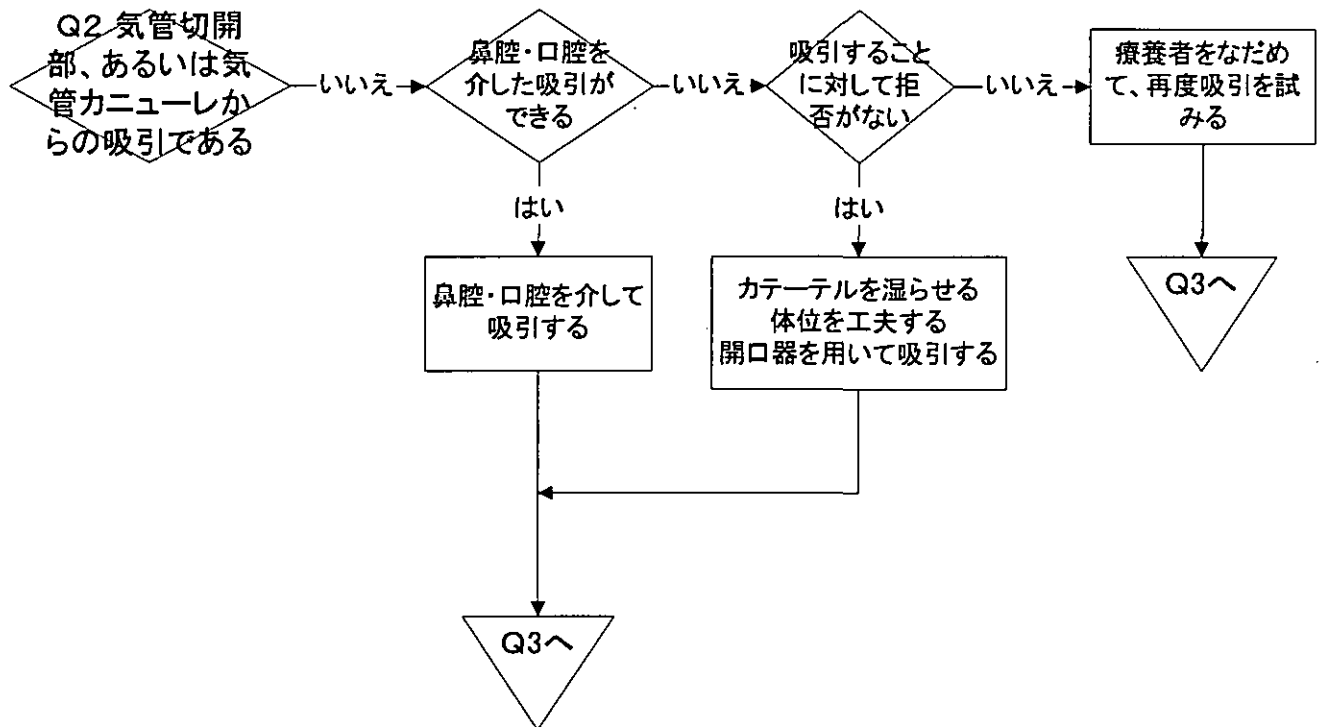 Q2 気管切開
部、あるいは気
管カニューレか
らの吸引である
いいえ
鼻腔・口腔を
介した吸引が
できる
いいえ
吸引すること
に対して拒
否がない
いいえ
療養者をなだめ
て、再度吸引を試
みる
はい
はい
鼻腔・口腔を介して
吸引する
カテーテルを湿らせる
体位を工夫する
開口器を用いて吸引する
Q3へ
Q3へ